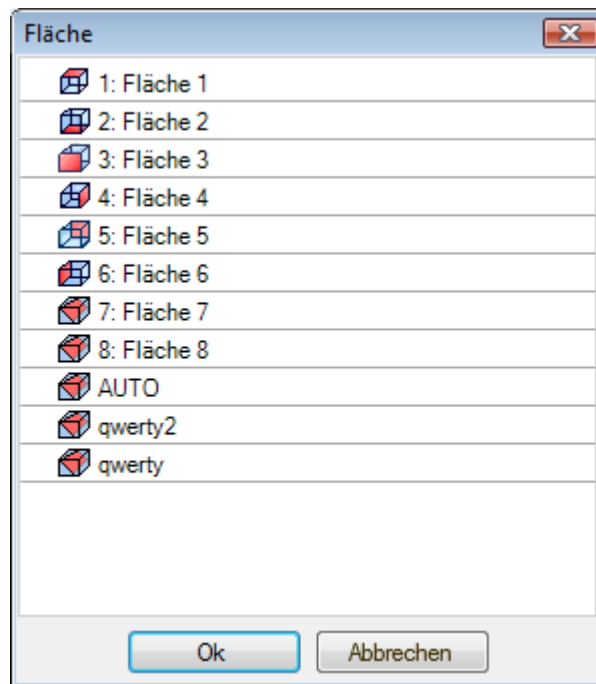 Fläche
1: Fläche 1
2: Fläche 2
3: Fläche 3
4: Fläche 4
5: Fläche 5
6: Fläche 6
7: Fläche 7
8: Fläche 8
AUTO
qwerty2
qwerty
Ok Abbrechen